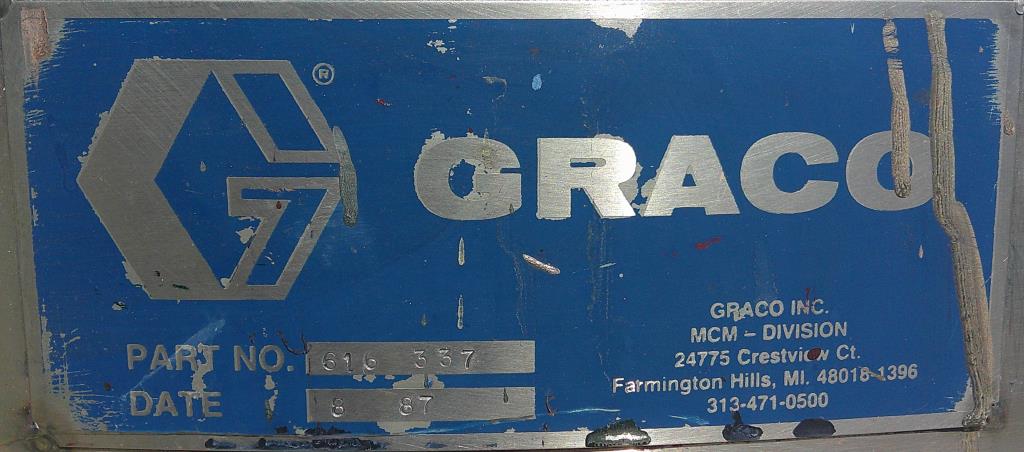 GRACO
PART NO. 616 337
DATE 8 87
GRACO INC.
MCM - DIVISION
24775 Crestview Ct.
Farmington Hills, MI. 48018-1396
313-471-0500